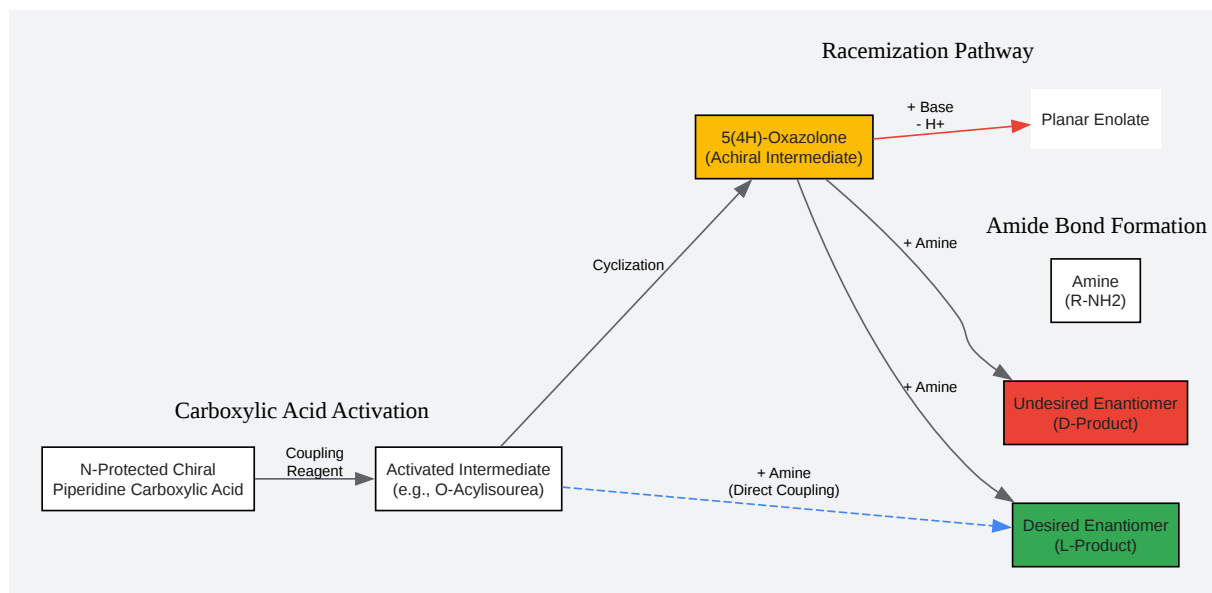 Racemization Pathway
+ Base
- H+
Planar Enolate
5(4H)-Oxazolone
(Achiral Intermediate)
Amide Bond Formation
+ Amine
Cyclization
Amine
(R-NH2)
+ Amine
Undesired Enantiomer
(D-Product)
Carboxylic Acid Activation
Coupling
Reagent
N-Protected Chiral
Piperidine Carboxylic Acid
Activated Intermediate
(e.g., O-Acylisourea)
+ Amine
(Direct Coupling)
Desired Enantiomer
(L-Product)